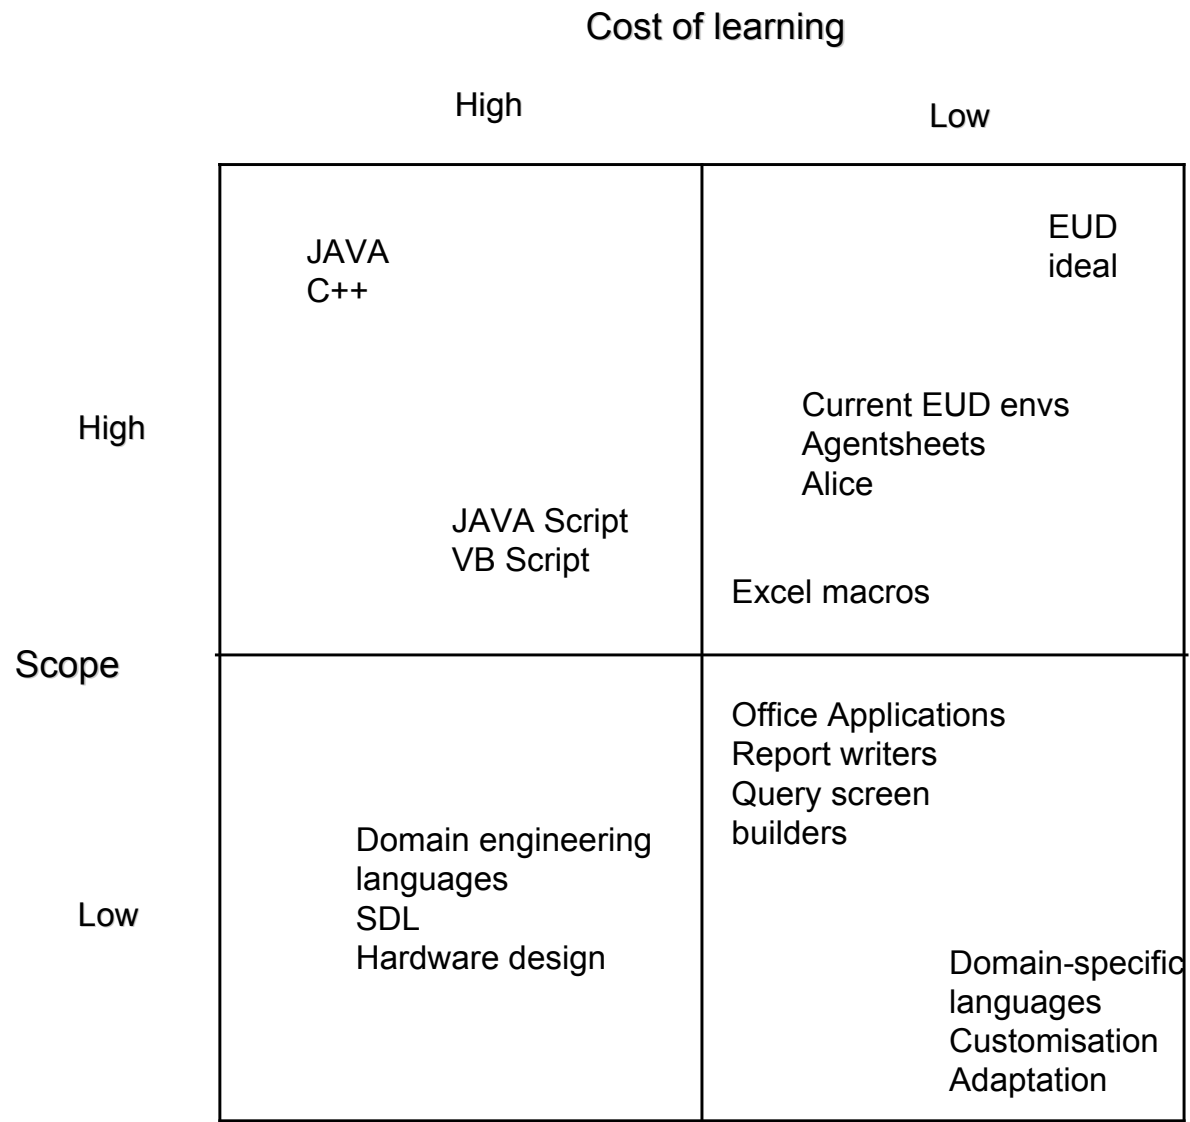 Cost of learning
High
Low
JAVA
C++
EUD
ideal
High
Current EUD envs
Agentsheets
Alice
JAVA Script
VB Script
Excel macros
Scope
Office Applications
Report writers
Query screen
builders
Low
Domain engineering
languages
SDL
Hardware design
Domain-specific
languages
Customisation
Adaptation